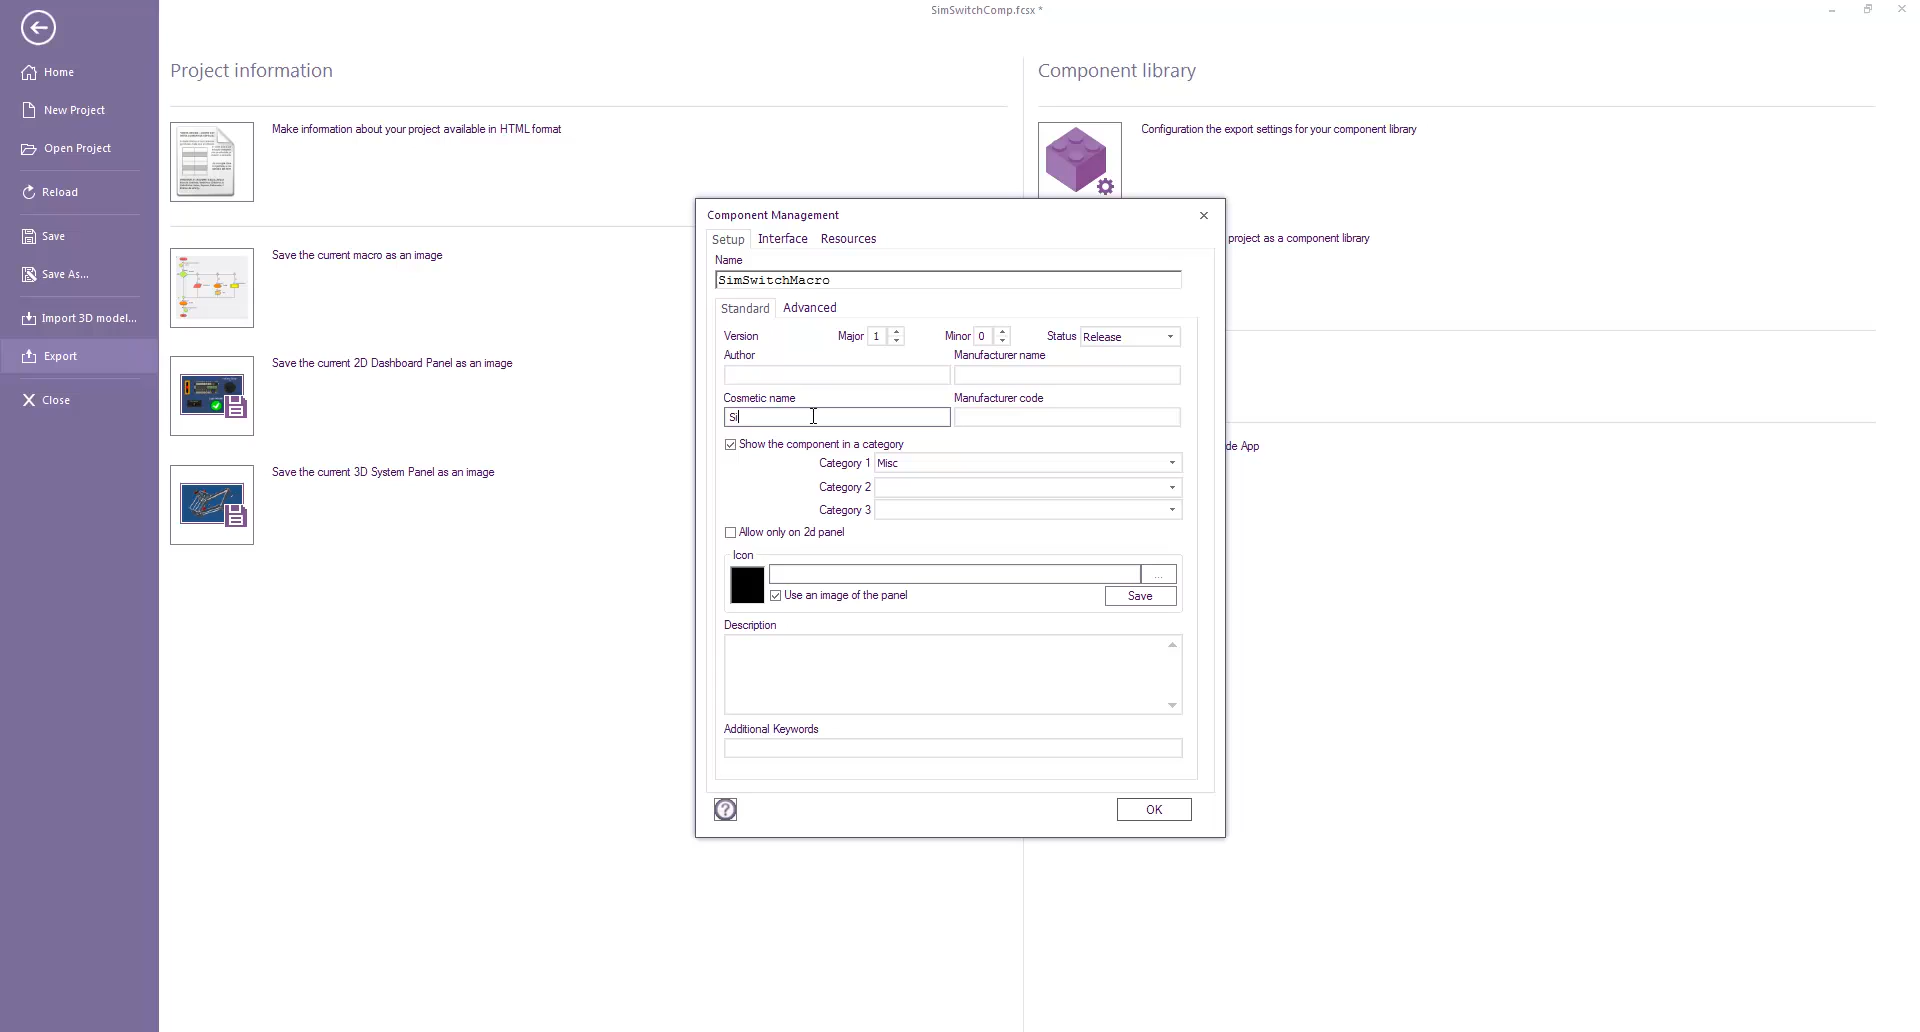 SimSwitchComp.fcsx *
Home
New Project
Open Project
Reload
Save
Save As...
Import 3D model...
Export
Close
Project information
Make information about your project available in HTML format
Save the current macro as an image
Save the current 2D Dashboard Panel as an image
Save the current 3D System Panel as an image
Component library
Configuration the export settings for your component library
project as a component library
de App
Component Management
Setup Interface Resources
Name
SimSwitchMacro
Standard Advanced
Version Major 1 Minor 0 Status Release
Author Manufacturer name
Cosmetic name Manufacturer code
Si
Show the component in a category
Category 1 Misc
Category 2
Category 3
Allow only on 2d panel
Icon
...
Use an image of the panel Save
Description
Additional Keywords
? OK